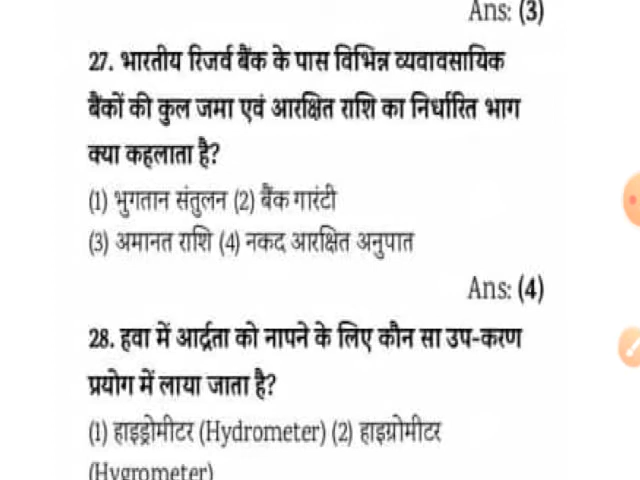 Ans: (3)
27. भारतीय रिजर्व बैंक के पास विभिन्न व्यवावसायिक
बैंकों की कुल जमा एवं आरक्षित राशि का निर्धारित भाग
क्या कहलाता है?
(1) भुगतान संतुलन (2) बैंक गारंटी
(3) अमानत राशि (4) नकद आरक्षित अनुपात
Ans: (4)
28. हवा में आर्द्रता को नापने के लिए कौन सा उप-करण
प्रयोग में लाया जाता है?
(1) हाइड्रोमीटर (Hydrometer) (2) हाइग्रोमीटर
(Hygrometer)